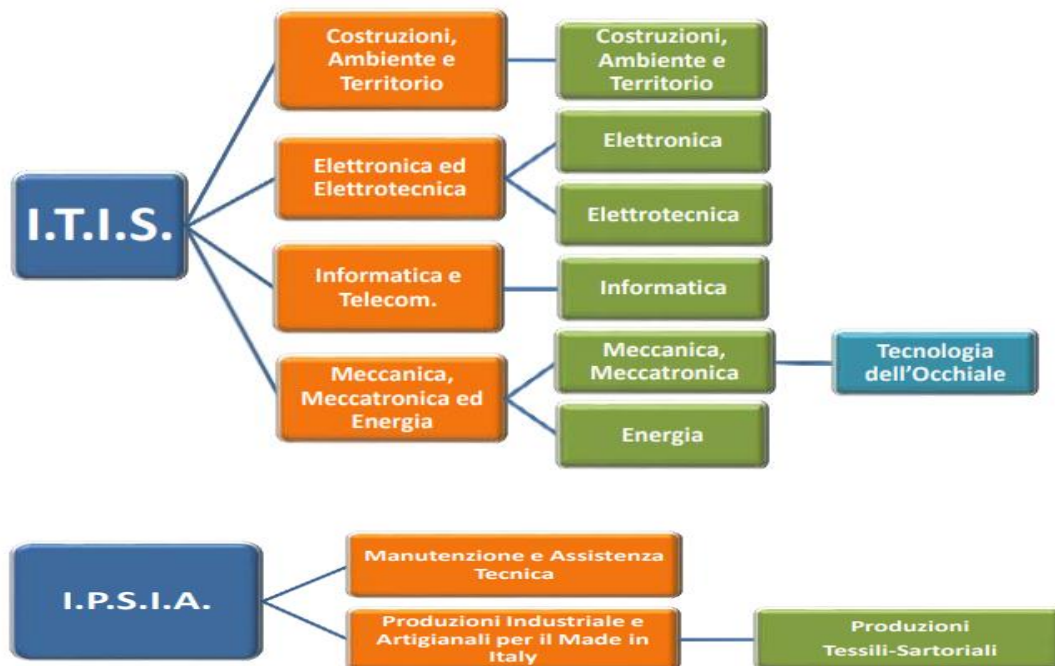 I.T.I.S.
Costruzioni,
Ambiente e
Territorio
Costruzioni,
Ambiente e
Territorio
Elettronica ed
Elettrotecnica
Elettronica
Elettrotecnica
Informatica e
Telecom.
Informatica
Meccanica,
Meccatronica ed
Energia
Meccanica,
Meccatronica
Tecnologia
dell’Occhiale
Energia
I.P.S.I.A.
Manutenzione e Assistenza
Tecnica
Produzioni Industriale e
Artigianali per il Made in
Italy
Produzioni
Tessili-Sartoriali